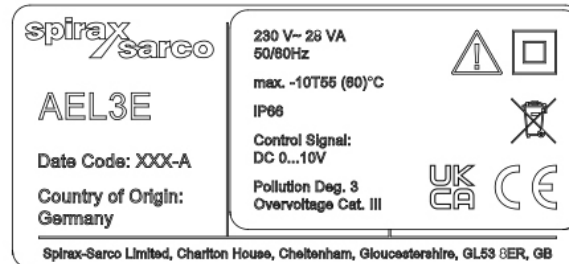 spirax
sarco
AEL3E
Date Code: XXX-A
Country of Origin:
Germany
230 V~ 28 VA
50/60Hz
max. -10T55 (60)°C
IP66
Control Signal:
DC 0...10V
Pollution Deg. 3
Overvoltage Cat. III
UK
CA
CE
Spirax-Sarco Limited, Charlton House, Cheltenham, Gloucestershire, GL53 8ER, GB